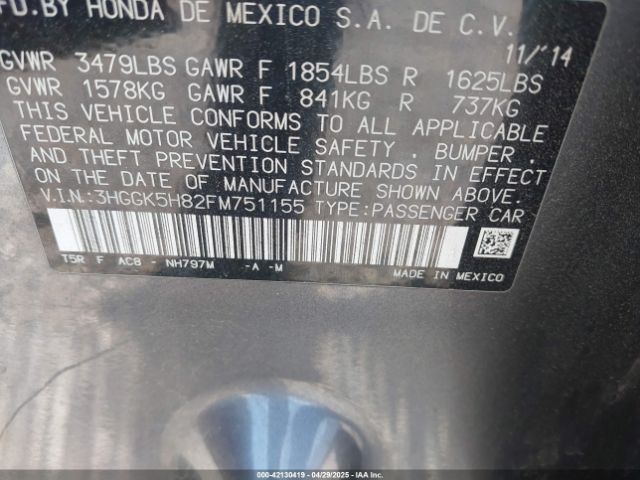 FD.BY HONDA DE MEXICO S.A. DE C.V.
11/'14
GVWR 3479LBS GAWR F 1854LBS R 1625LBS
GVWR 1578KG GAWR F 841KG R 737KG
THIS VEHICLE CONFORMS TO ALL APPLICABLE
FEDERAL MOTOR VEHICLE SAFETY . BUMPER .
AND THEFT PREVENTION STANDARDS IN EFFECT
ON THE DATE OF MANUFACTURE SHOWN ABOVE.
V.I.N.:3HGGK5H82FM751155 TYPE:PASSENGER CAR
T5R F AC8 - NH797M -A -M
MADE IN MEXICO
000-42130419 04/29/2025 IAAI.COM